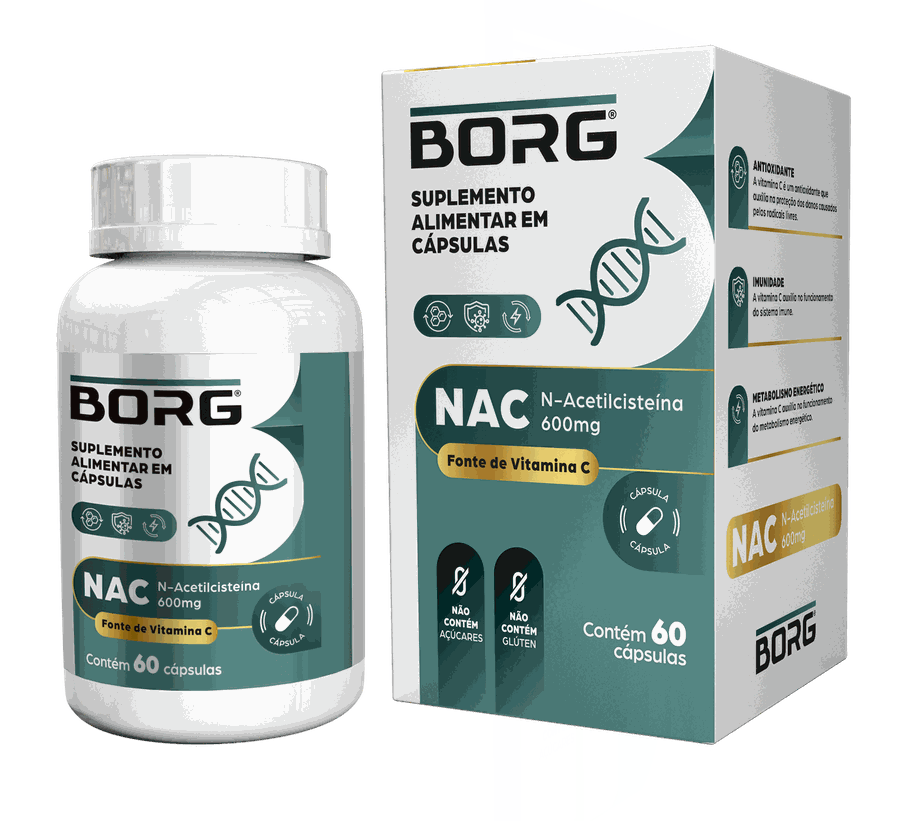 BORG®
SUPLEMENTO
ALIMENTAR EM
CÁPSULAS
NAC N-Acetilcisteína
600mg
Fonte de Vitamina C
CÁPSULA
CÁPSULA
Contém 60 cápsulas
BORG®
SUPLEMENTO
ALIMENTAR EM
CÁPSULAS
NAC N-Acetilcisteína
600mg
Fonte de Vitamina C
CÁPSULA
CÁPSULA
NÃO
CONTÉM
AÇÚCARES
NÃO
CONTÉM
GLÚTEN
Contém 60
cápsulas
ANTIOXIDANTE
A vitamina C é um antioxidante que
auxilia na proteção dos danos causados
pelos radicais livres.
IMUNIDADE
A vitamina C auxilia no funcionamento
do sistema imune.
METABOLISMO ENERGÉTICO
A vitamina C auxilia no funcionamento
do metabolismo energético.
NAC N-Acetilcisteína
600mg
BORG®